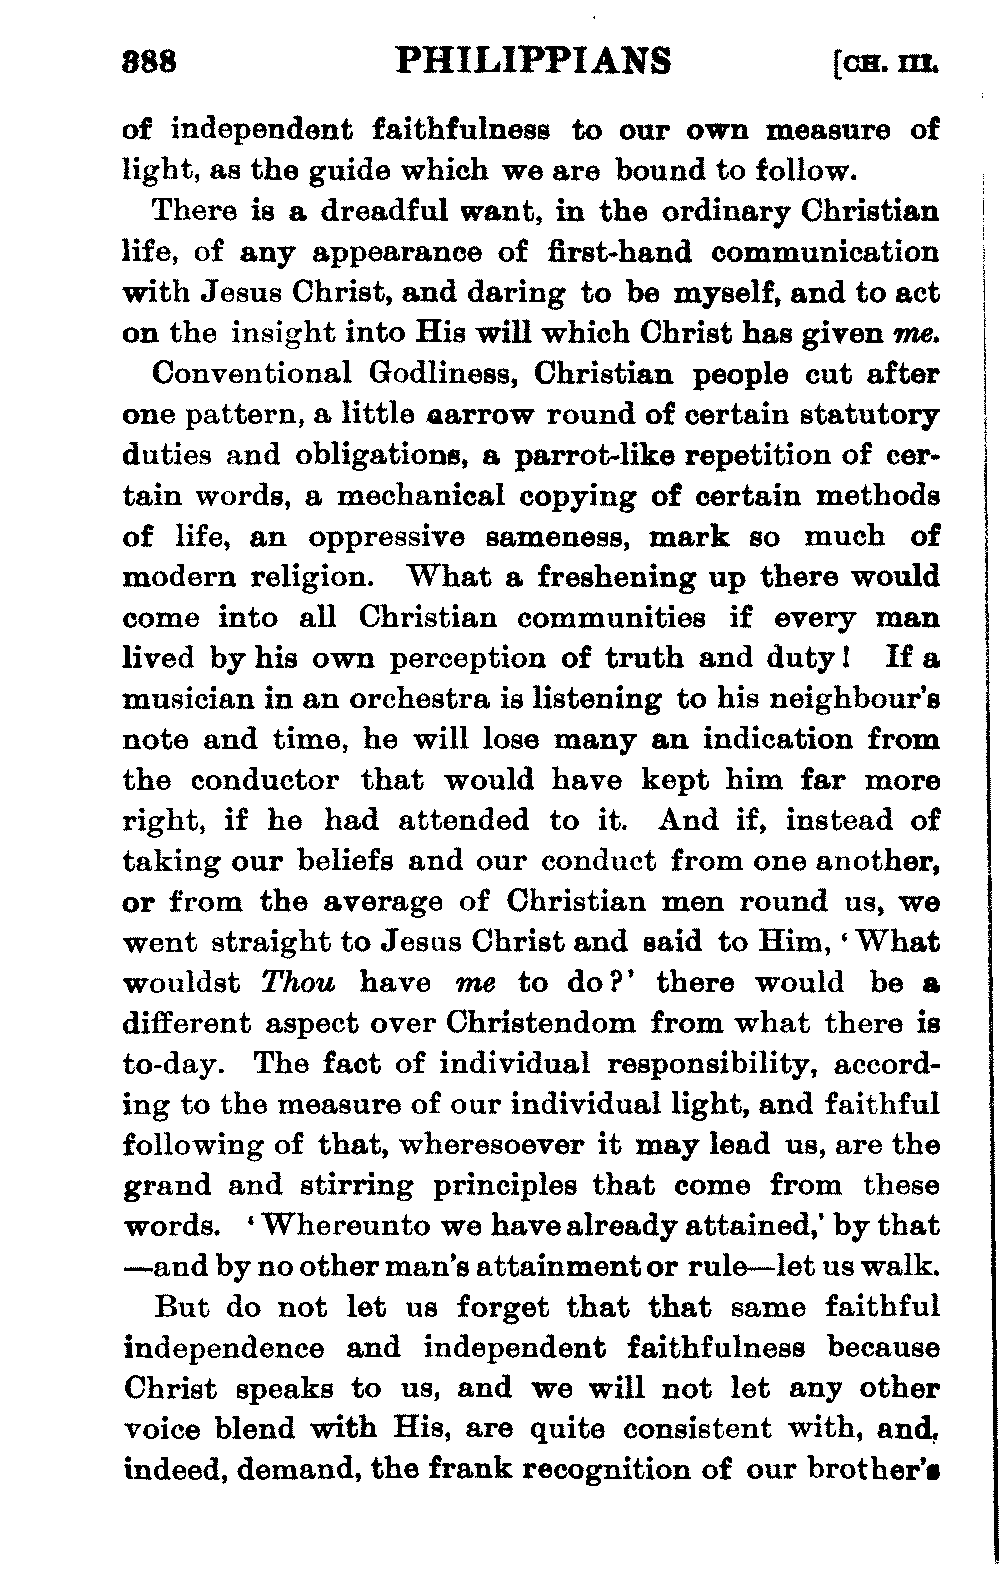 388 PHILIPPIANS [CH. III.
of independent faithfulness to our own measure of
light, as the guide which we are bound to follow.
There is a dreadful want, in the ordinary Christian
life, of any appearance of first-hand communication
with Jesus Christ, and daring to be myself, and to act
on the insight into His will which Christ has given me.
Conventional Godliness, Christian people cut after
one pattern, a little narrow round of certain statutory
duties and obligations, a parrot-like repetition of cer-
tain words, a mechanical copying of certain methods
of life, an oppressive sameness, mark so much of
modern religion. What a freshening up there would
come into all Christian communities if every man
lived by his own perception of truth and duty! If a
musician in an orchestra is listening to his neighbour's
note and time, he will lose many an indication from
the conductor that would have kept him far more
right, if he had attended to it. And if, instead of
taking our beliefs and our conduct from one another,
or from the average of Christian men round us, we
went straight to Jesus Christ and said to Him, 'What
wouldst Thou have me to do?' there would be a
different aspect over Christendom from what there is
to-day. The fact of individual responsibility, accord-
ing to the measure of our individual light, and faithful
following of that, wheresoever it may lead us, are the
grand and stirring principles that come from these
words. 'Whereunto we have already attained,' by that
—and by no other man's attainment or rule—let us walk.
But do not let us forget that that same faithful
independence and independent faithfulness because
Christ speaks to us, and we will not let any other
voice blend with His, are quite consistent with, and,
indeed, demand, the frank recognition of our brother's